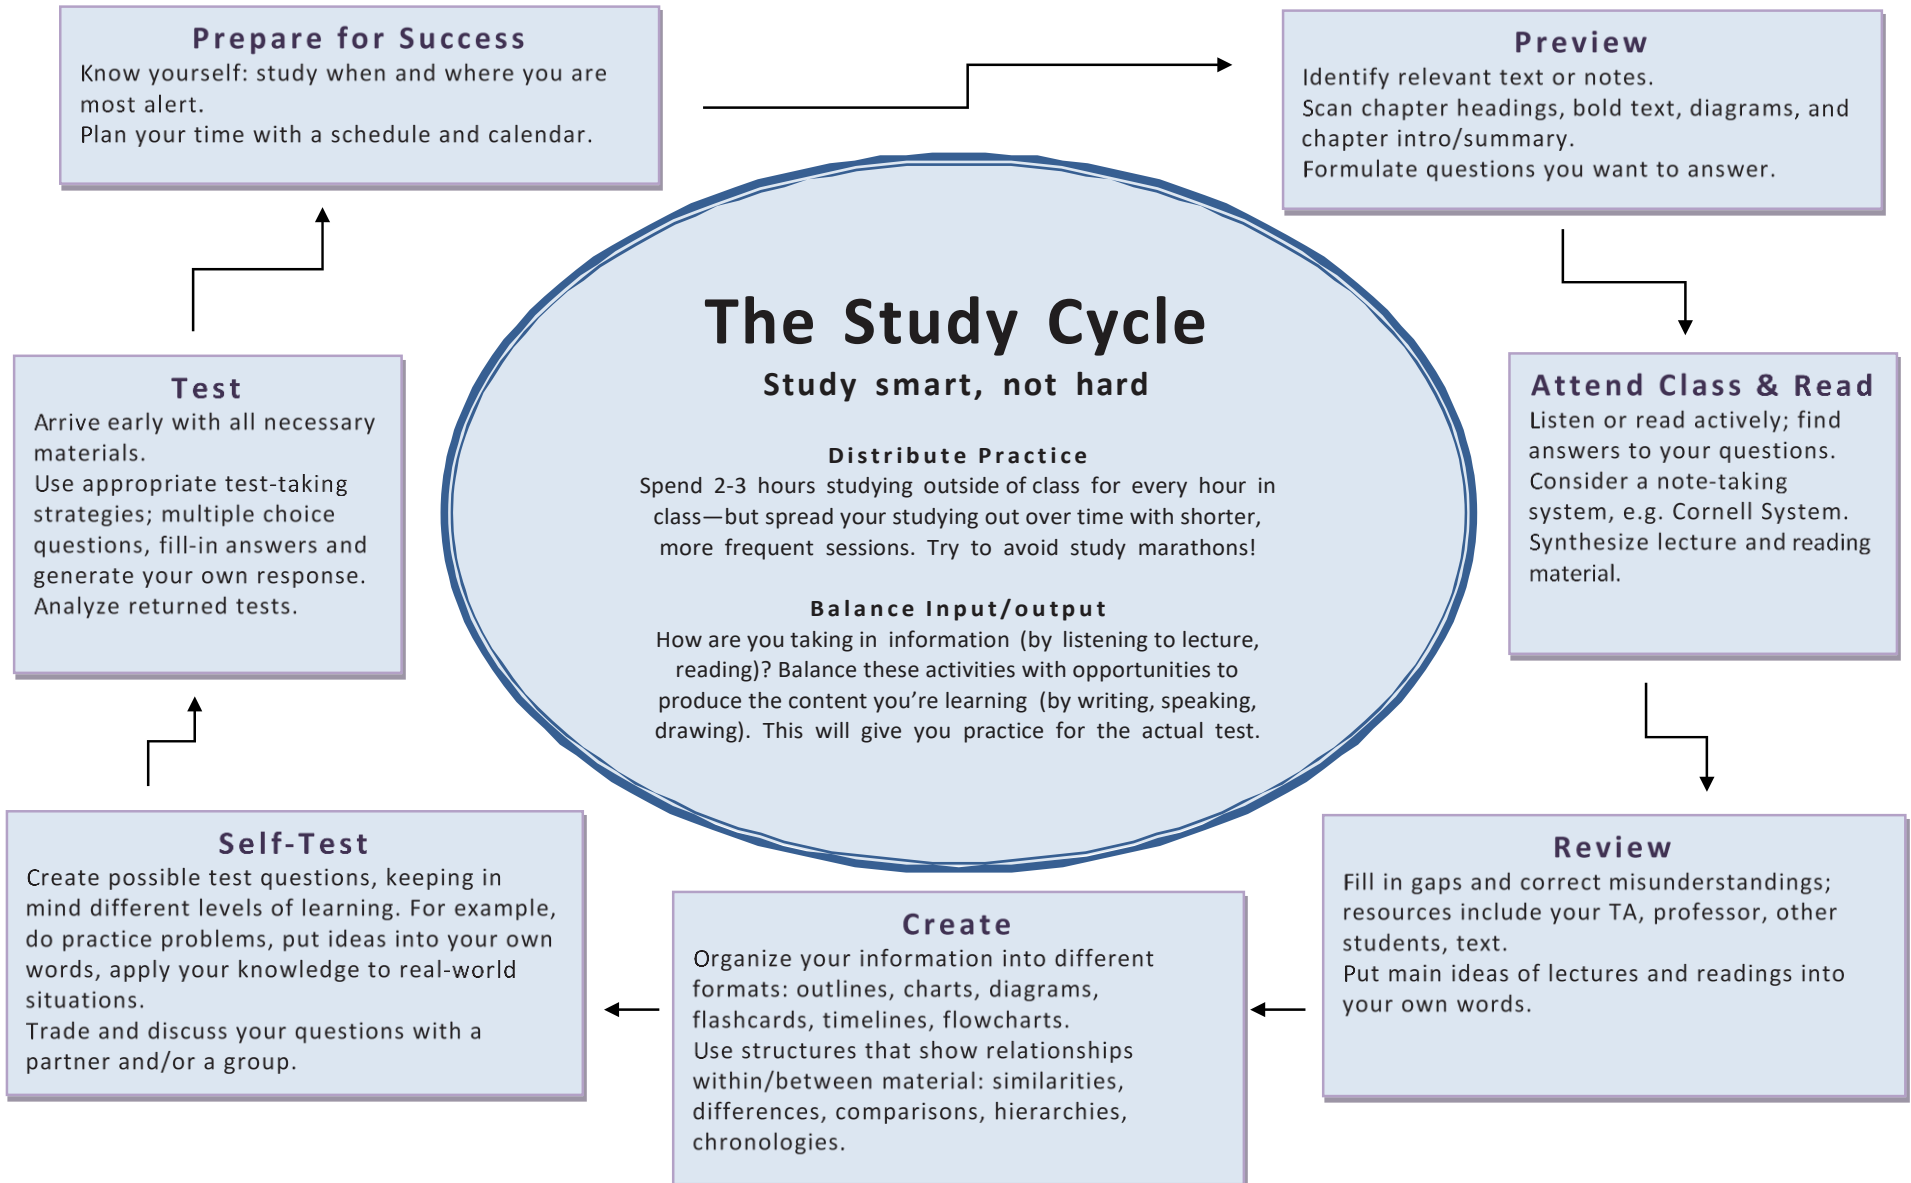 Prepare for Success
Know yourself: study when and where you are
most alert.
Plan your time with a schedule and calendar.
Preview
Identify relevant text or notes.
Scan chapter headings, bold text, diagrams, and
chapter intro/summary.
Formulate questions you want to answer.
The Study Cycle
Study smart, not hard
Distribute Practice
Spend 2-3 hours studying outside of class for every hour in
class—but spread your studying out over time with shorter,
more frequent sessions. Try to avoid study marathons!
Balance Input/output
How are you taking in information (by listening to lecture,
reading)? Balance these activities with opportunities to
produce the content you’re learning (by writing, speaking,
drawing). This will give you practice for the actual test.
Attend Class & Read
Listen or read actively; find
answers to your questions.
Consider a note-taking
system, e.g. Cornell System.
Synthesize lecture and reading
material.
Review
Fill in gaps and correct misunderstandings;
resources include your TA, professor, other
students, text.
Put main ideas of lectures and readings into
your own words.
Create
Organize your information into different
formats: outlines, charts, diagrams,
flashcards, timelines, flowcharts.
Use structures that show relationships
within/between material: similarities,
differences, comparisons, hierarchies,
chronologies.
Self-Test
Create possible test questions, keeping in
mind different levels of learning. For example,
do practice problems, put ideas into your own
words, apply your knowledge to real-world
situations.
Trade and discuss your questions with a
partner and/or a group.
Test
Arrive early with all necessary
materials.
Use appropriate test-taking
strategies; multiple choice
questions, fill-in answers and
generate your own response.
Analyze returned tests.